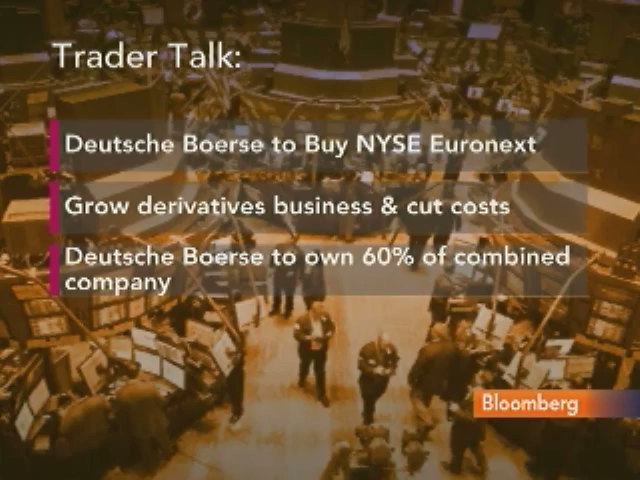 Trader Talk:
Deutsche Boerse to Buy NYSE Euronext
Grow derivatives business & cut costs
Deutsche Boerse to own 60% of combined
company
Bloomberg